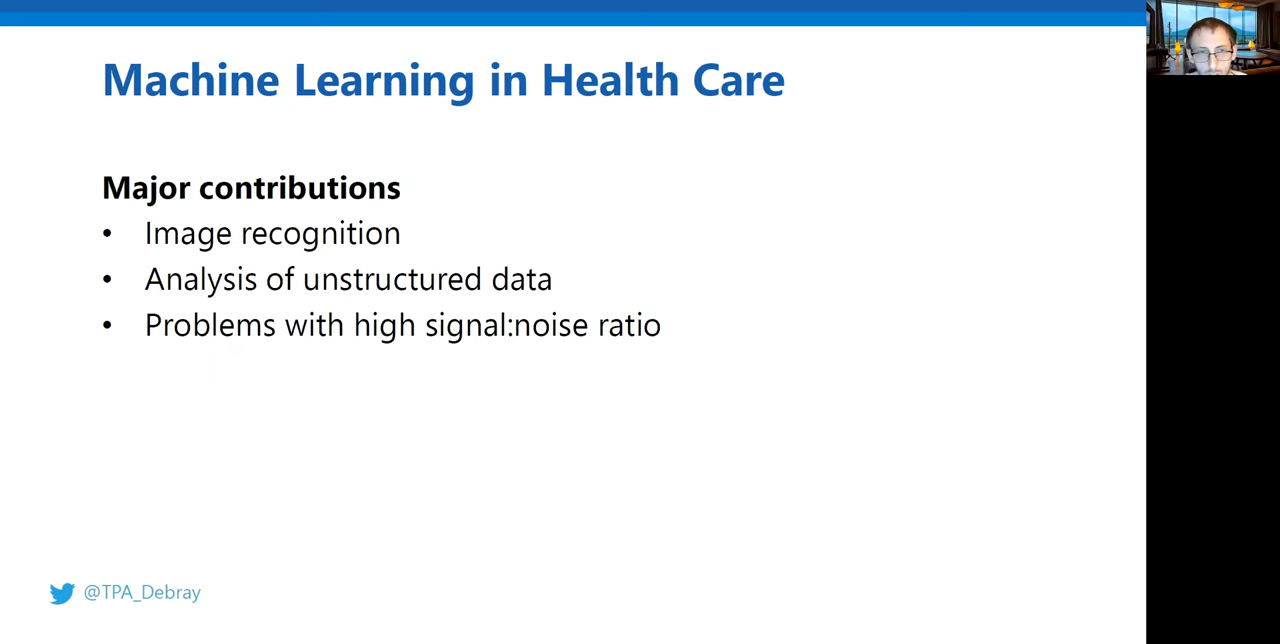 Machine Learning in Health Care
Major contributions
• Image recognition
• Analysis of unstructured data
• Problems with high signal:noise ratio
@TPA_Debray